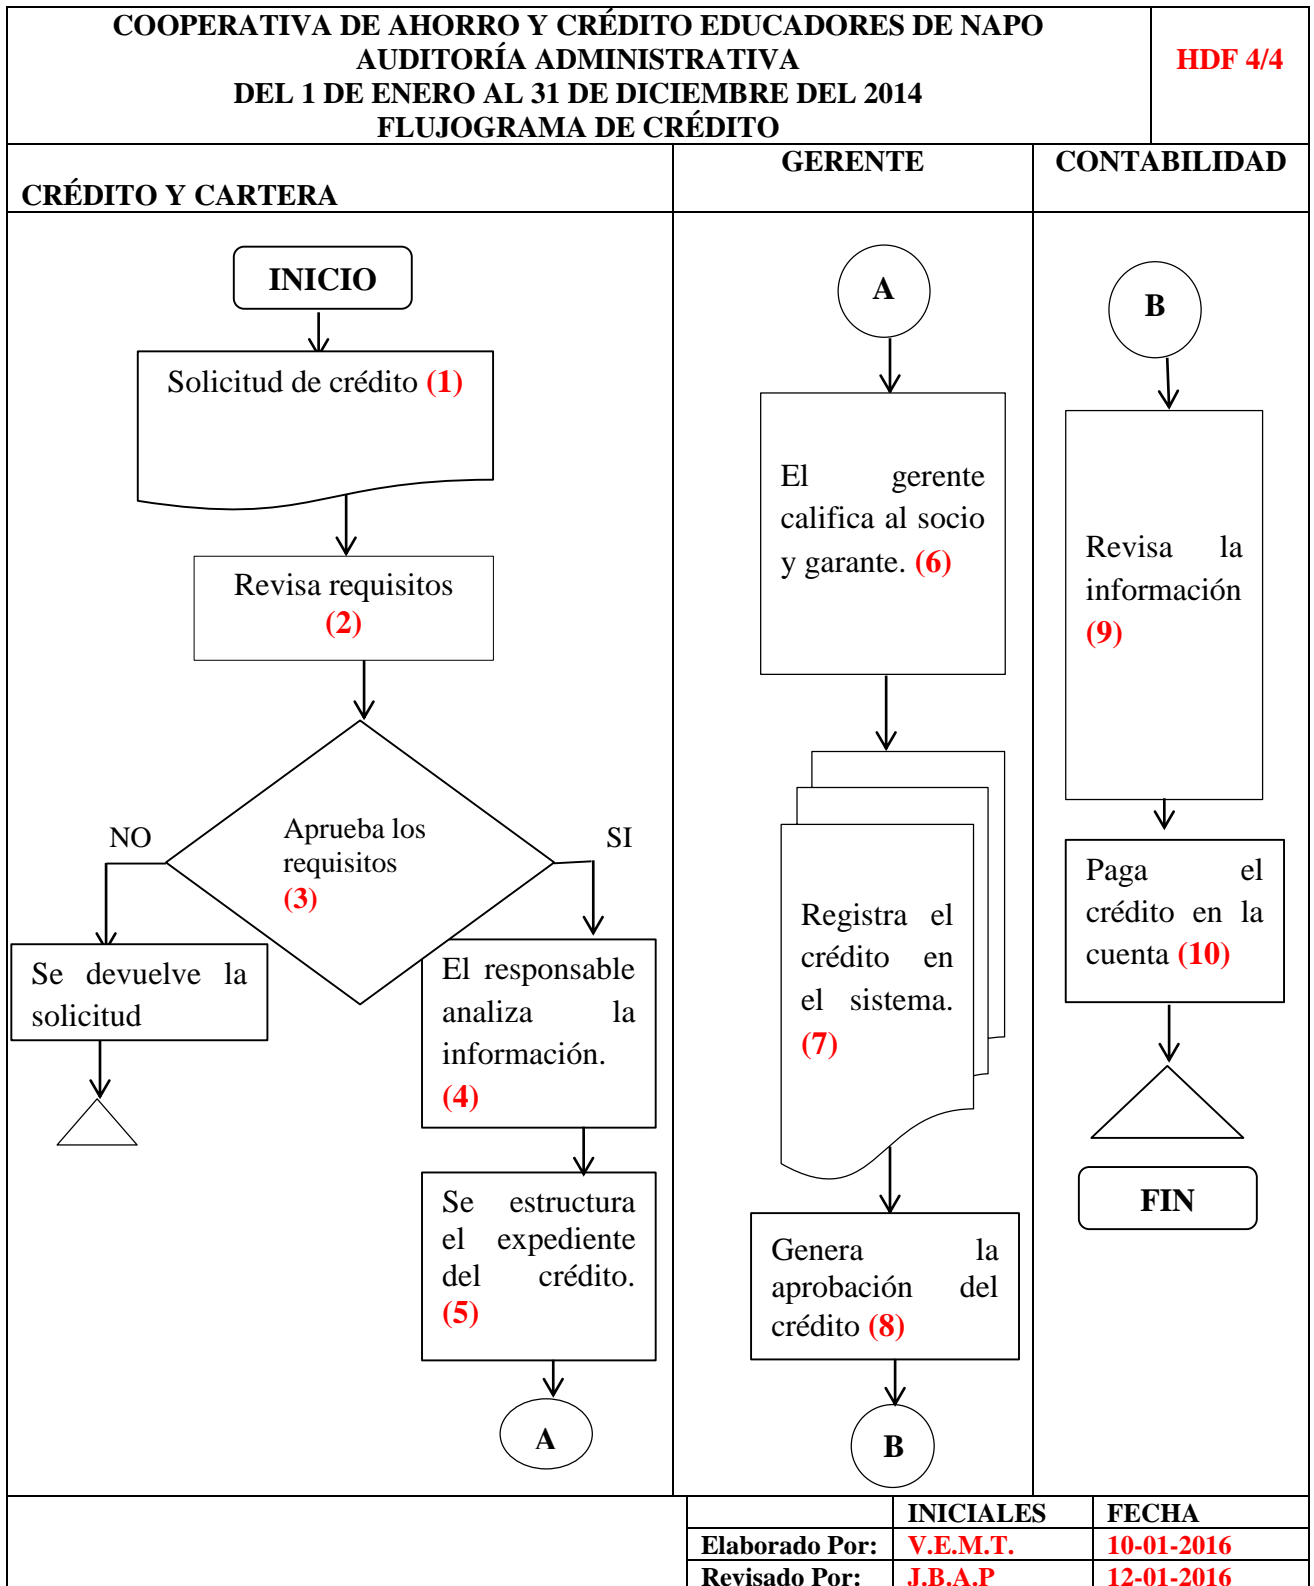 COOPERATIVA DE AHORRO Y CRÉDITO EDUCADORES DE NAPO
AUDITORÍA ADMINISTRATIVA
DEL 1 DE ENERO AL 31 DE DICIEMBRE DEL 2014
FLUJOGRAMA DE CRÉDITO
HDF 4/4
CRÉDITO Y CARTERA
GERENTE
CONTABILIDAD
INICIO
Solicitud de crédito (1)
Revisa requisitos
(2)
Aprueba los
requisitos
(3)
NO
SI
Se devuelve la
solicitud
El responsable
analiza la
información.
(4)
Se estructura
el expediente
del crédito.
(5)
A
A
El gerente
califica al socio
y garante. (6)
Registra el
crédito en
el sistema.
(7)
Genera la
aprobación del
crédito (8)
B
B
Revisa la
información
(9)
Paga el
crédito en la
cuenta (10)
FIN
INICIALES FECHA
Elaborado Por: V.E.M.T. 10-01-2016
Revisado Por: J.B.A.P 12-01-2016